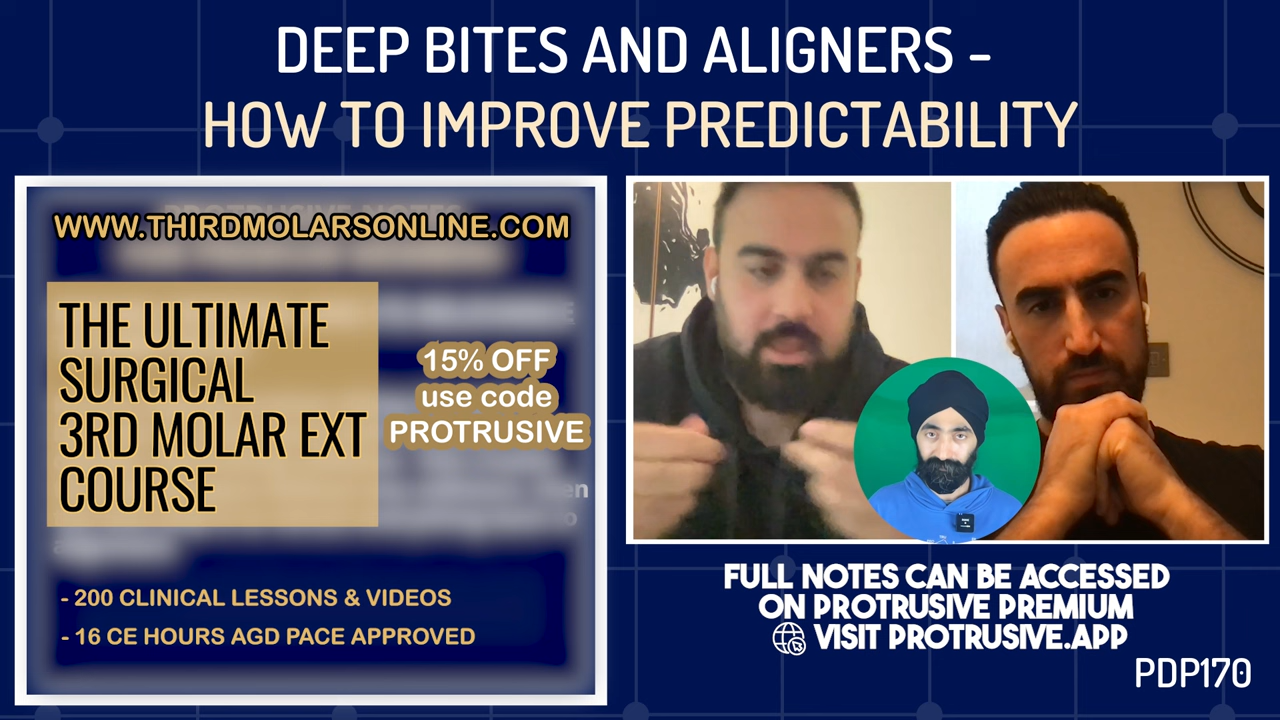 DEEP BITES AND ALIGNERS -
HOW TO IMPROVE PREDICTABILITY
WWW.THIRDMOLARSONLINE.COM
THE ULTIMATE
SURGICAL
3RD MOLAR EXT
COURSE
15% OFF
use code
PROTRUSIVE
- 200 CLINICAL LESSONS & VIDEOS
- 16 CE HOURS AGD PACE APPROVED
FULL NOTES CAN BE ACCESSED
ON PROTRUSIVE PREMIUM
VISIT PROTRUSIVE.APP
PDP170